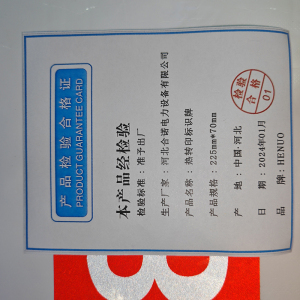 产品检验合格证
PRODUCT GUARANTEE CARD
本产品经检验
检验标准：准予出厂
生产厂家：河北合诺电力设备有限公司
产品名称：热转印标识牌
产品规格：225mm*70mm
产地：中国·河北
日期：2024年01月
品牌：HENUO
检验
合格
01
8